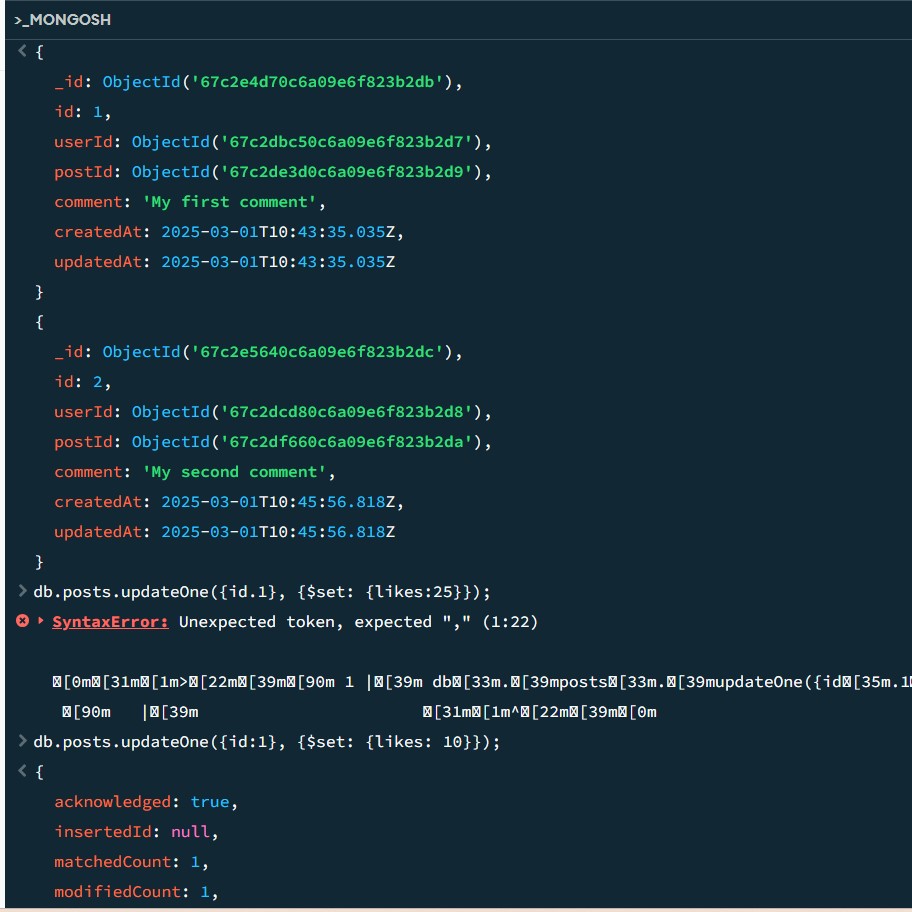 >_MONGOSH
< {
_id: ObjectId('67c2e4d70c6a09e6f823b2db'),
id: 1,
userId: ObjectId('67c2dbc50c6a09e6f823b2d7'),
postId: ObjectId('67c2de3d0c6a09e6f823b2d9'),
comment: 'My first comment',
createdAt: 2025-03-01T10:43:35.035Z,
updatedAt: 2025-03-01T10:43:35.035Z
}
{
_id: ObjectId('67c2e5640c6a09e6f823b2dc'),
id: 2,
userId: ObjectId('67c2dcd80c6a09e6f823b2d8'),
postId: ObjectId('67c2df660c6a09e6f823b2da'),
comment: 'My second comment',
createdAt: 2025-03-01T10:45:56.818Z,
updatedAt: 2025-03-01T10:45:56.818Z
}
> db.posts.updateOne({id.1}, {$set: {likes:25}});
SyntaxError: Unexpected token, expected "," (1:22)
�[0m�[31m�[1m>�[22m�[39m�[90m 1 |�[39m db�[33m.�[39mposts�[33m.�[39mupdateOne({id�[35m.1�
�[90m   |�[39m                       �[31m�[1m^�[22m�[39m�[0m
> db.posts.updateOne({id:1}, {$set: {likes: 10}});
< {
acknowledged: true,
insertedId: null,
matchedCount: 1,
modifiedCount: 1,